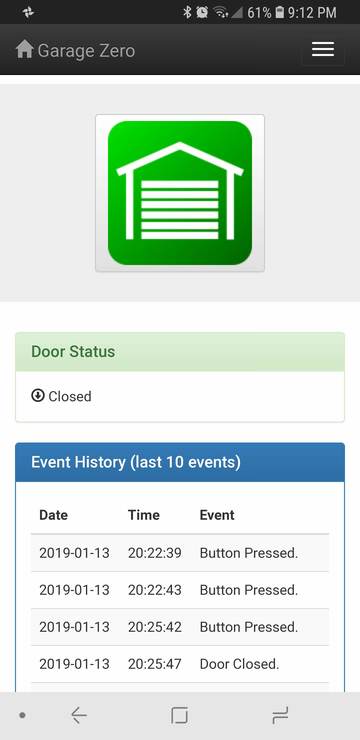 61% 9:12 PM
Garage Zero
Door Status
Closed
Event History (last 10 events)
Date Time Event
2019-01-13 20:22:39 Button Pressed.
2019-01-13 20:22:43 Button Pressed.
2019-01-13 20:25:42 Button Pressed.
2019-01-13 20:25:47 Door Closed.